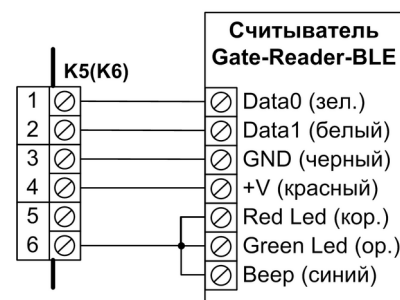 Считыватель
Gate-Reader-BLE
K5(K6)
1 Data0 (зел.)
2 Data1 (белый)
3 GND (черный)
4 +V (красный)
5 Red Led (кор.)
6 Green Led (ор.)
Beep (синий)